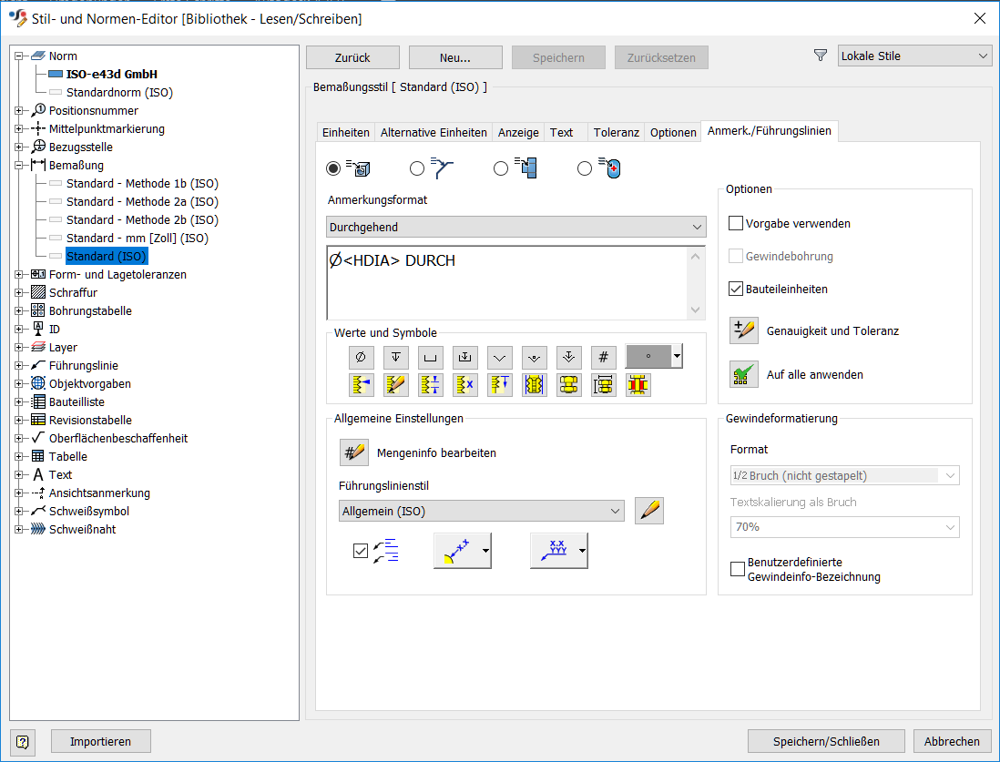 Stil- und Normen-Editor [Bibliothek - Lesen/Schreiben]
Norm
ISO-e43d GmbH
Standardnorm (ISO)
Positionsnummer
Mittelpunktmarkierung
Bezugsstelle
Bemaßung
Standard - Methode 1b (ISO)
Standard - Methode 2a (ISO)
Standard - Methode 2b (ISO)
Standard - mm [Zoll] (ISO)
Standard (ISO)
Form- und Lagetoleranzen
Schraffur
Bohrungstabelle
ID
Layer
Führungslinie
Objektvorgaben
Bauteilliste
Revisionstabelle
Oberflächenbeschaffenheit
Tabelle
Text
Ansichtsanmerkung
Schweißsymbol
Schweißnaht
Zurück
Neu...
Speichern
Zurücksetzen
Lokale Stile
Bemaßungsstil [ Standard (ISO) ]
Einheiten
Alternative Einheiten
Anzeige
Text
Toleranz
Optionen
Anmerk./Führungslinien
Anmerkungsformat
Durchgehend
Ø<HDIA> DURCH
Werte und Symbole
#
Allgemeine Einstellungen
Mengeninfo bearbeiten
Führungslinienstil
Allgemein (ISO)
x.x
YYY
Optionen
Vorgabe verwenden
Gewindebohrung
Bauteileinheiten
Genauigkeit und Toleranz
Auf alle anwenden
Gewindeformatierung
Format
1/2 Bruch (nicht gestapelt)
Textskalierung als Bruch
70%
Benutzerdefinierte
Gewindeinfo-Bezeichnung
Importieren
Speichern/Schließen
Abbrechen